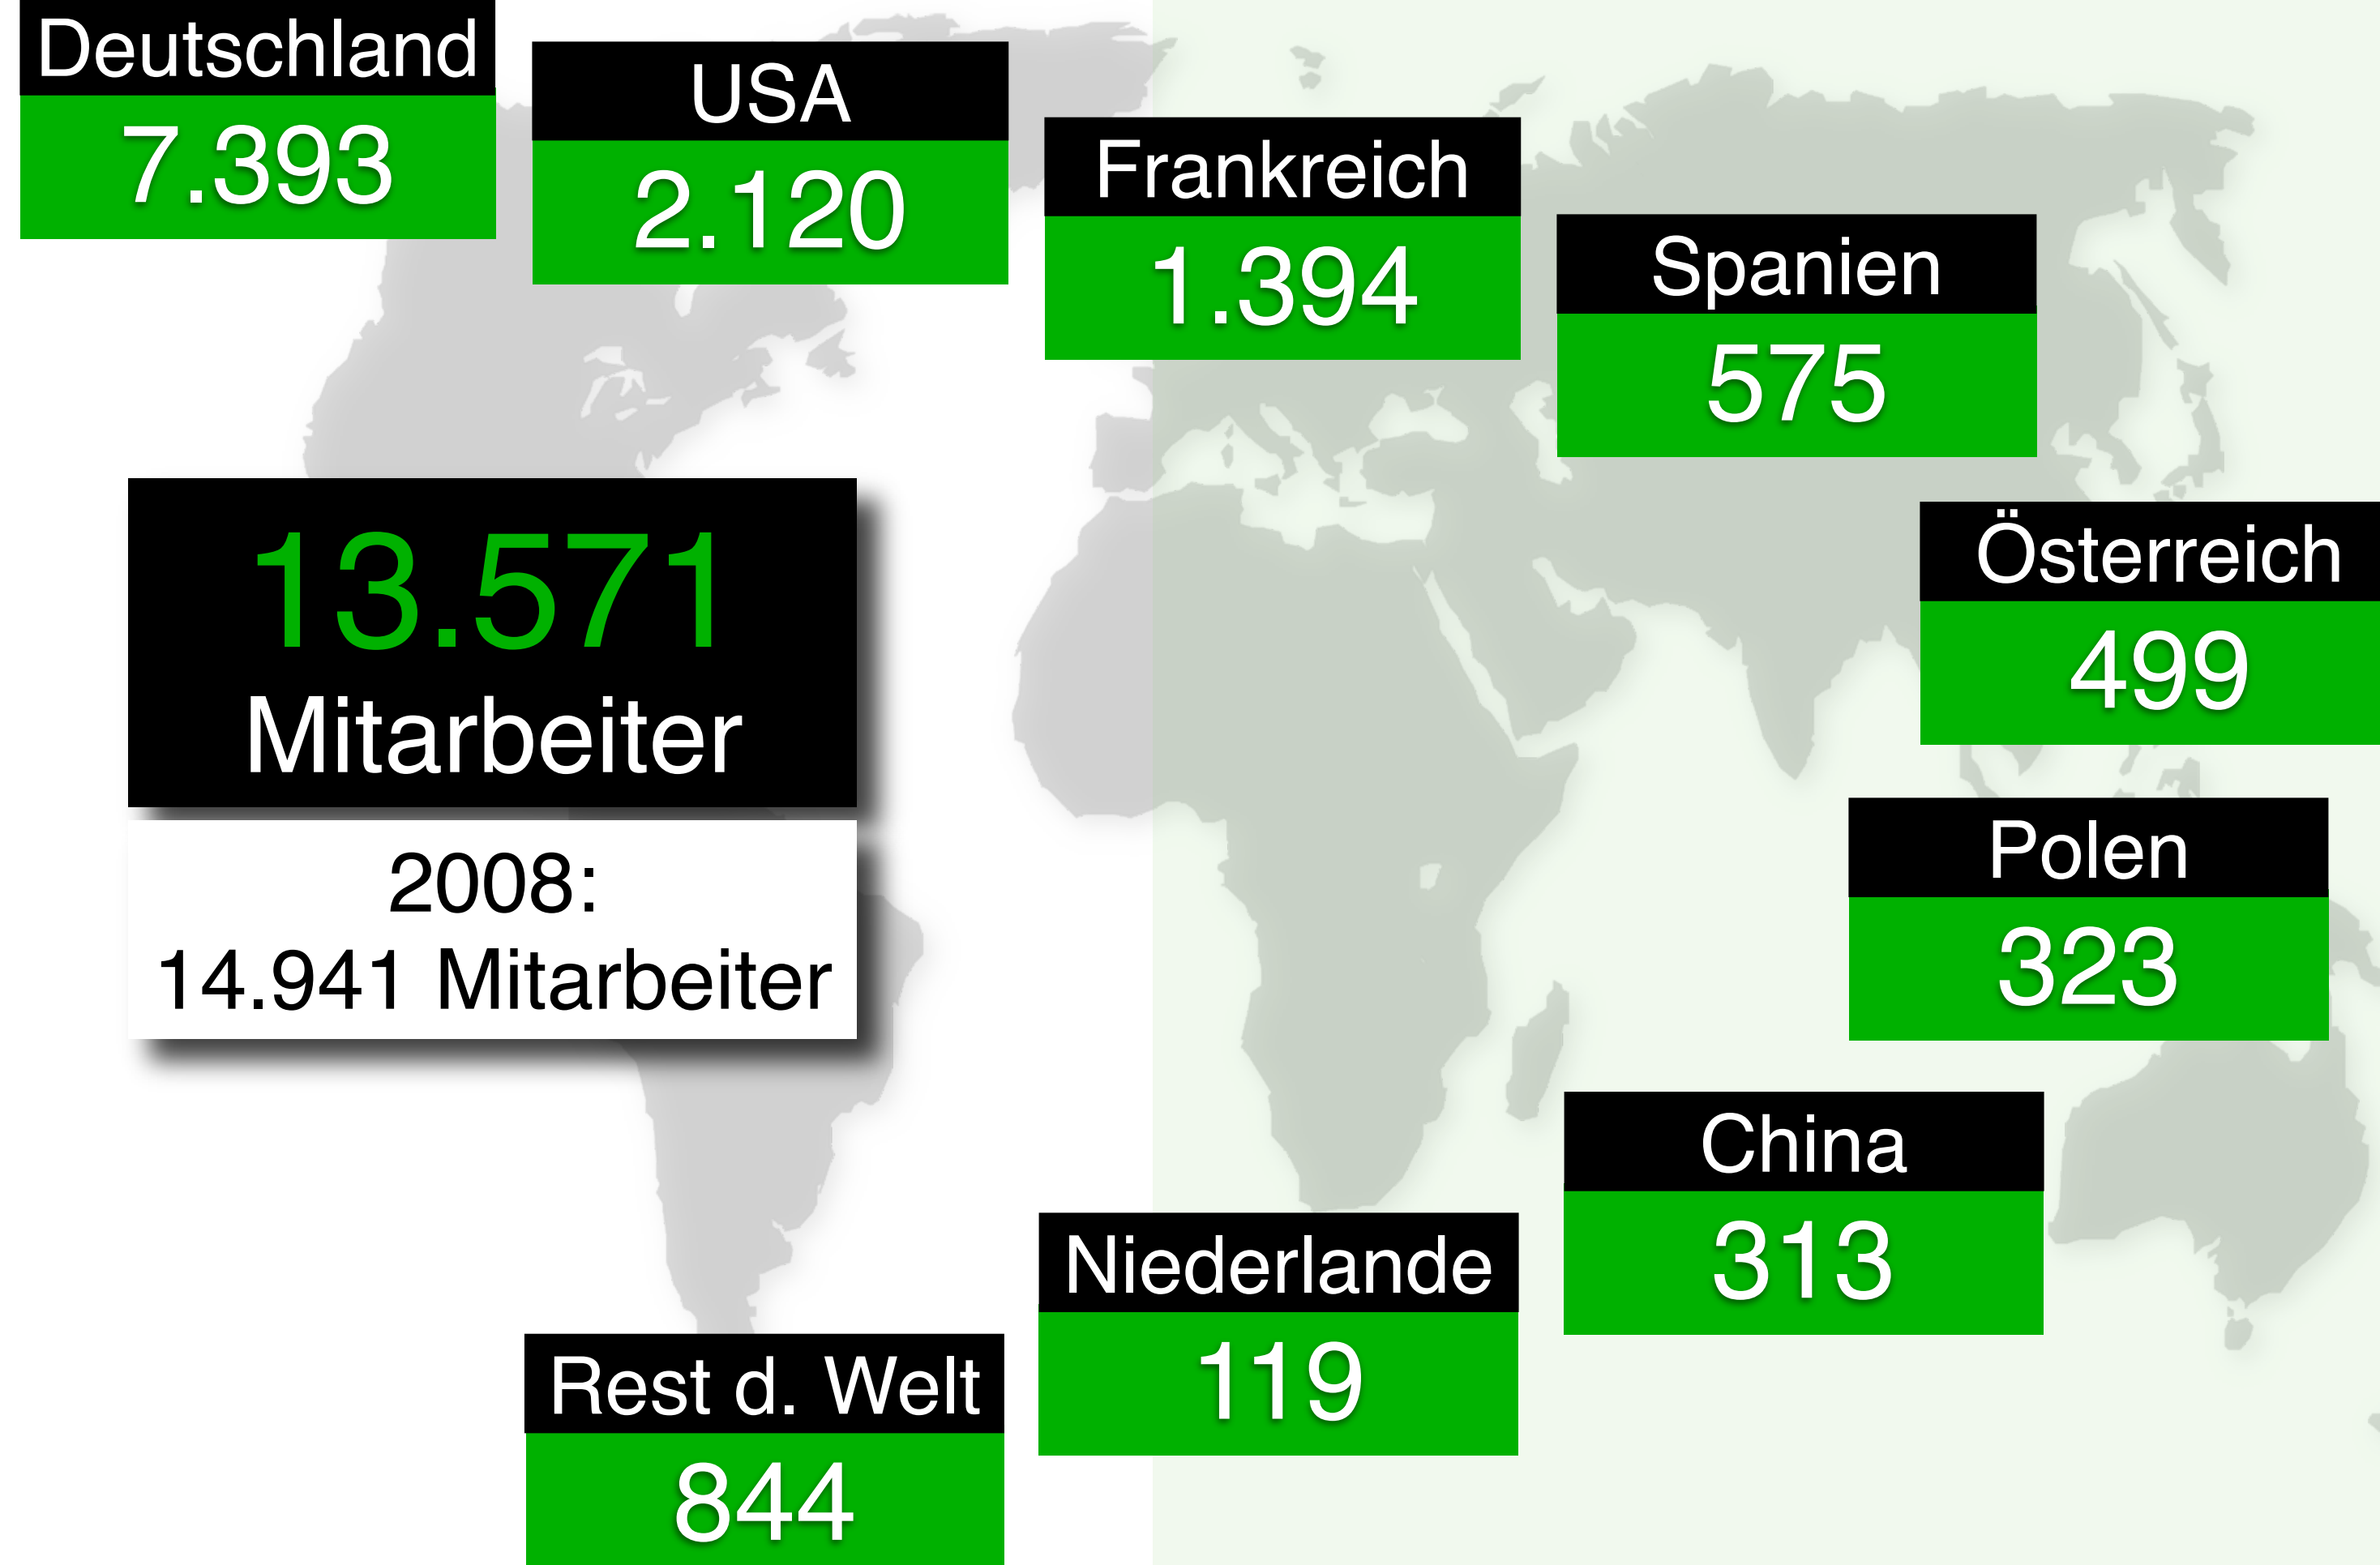 Deutschland
7.393
USA
2.120
Frankreich
1.394
Spanien
575
13.571
Mitarbeiter
2008:
14.941 Mitarbeiter
Österreich
499
Polen
323
China
313
Niederlande
119
Rest d. Welt
844